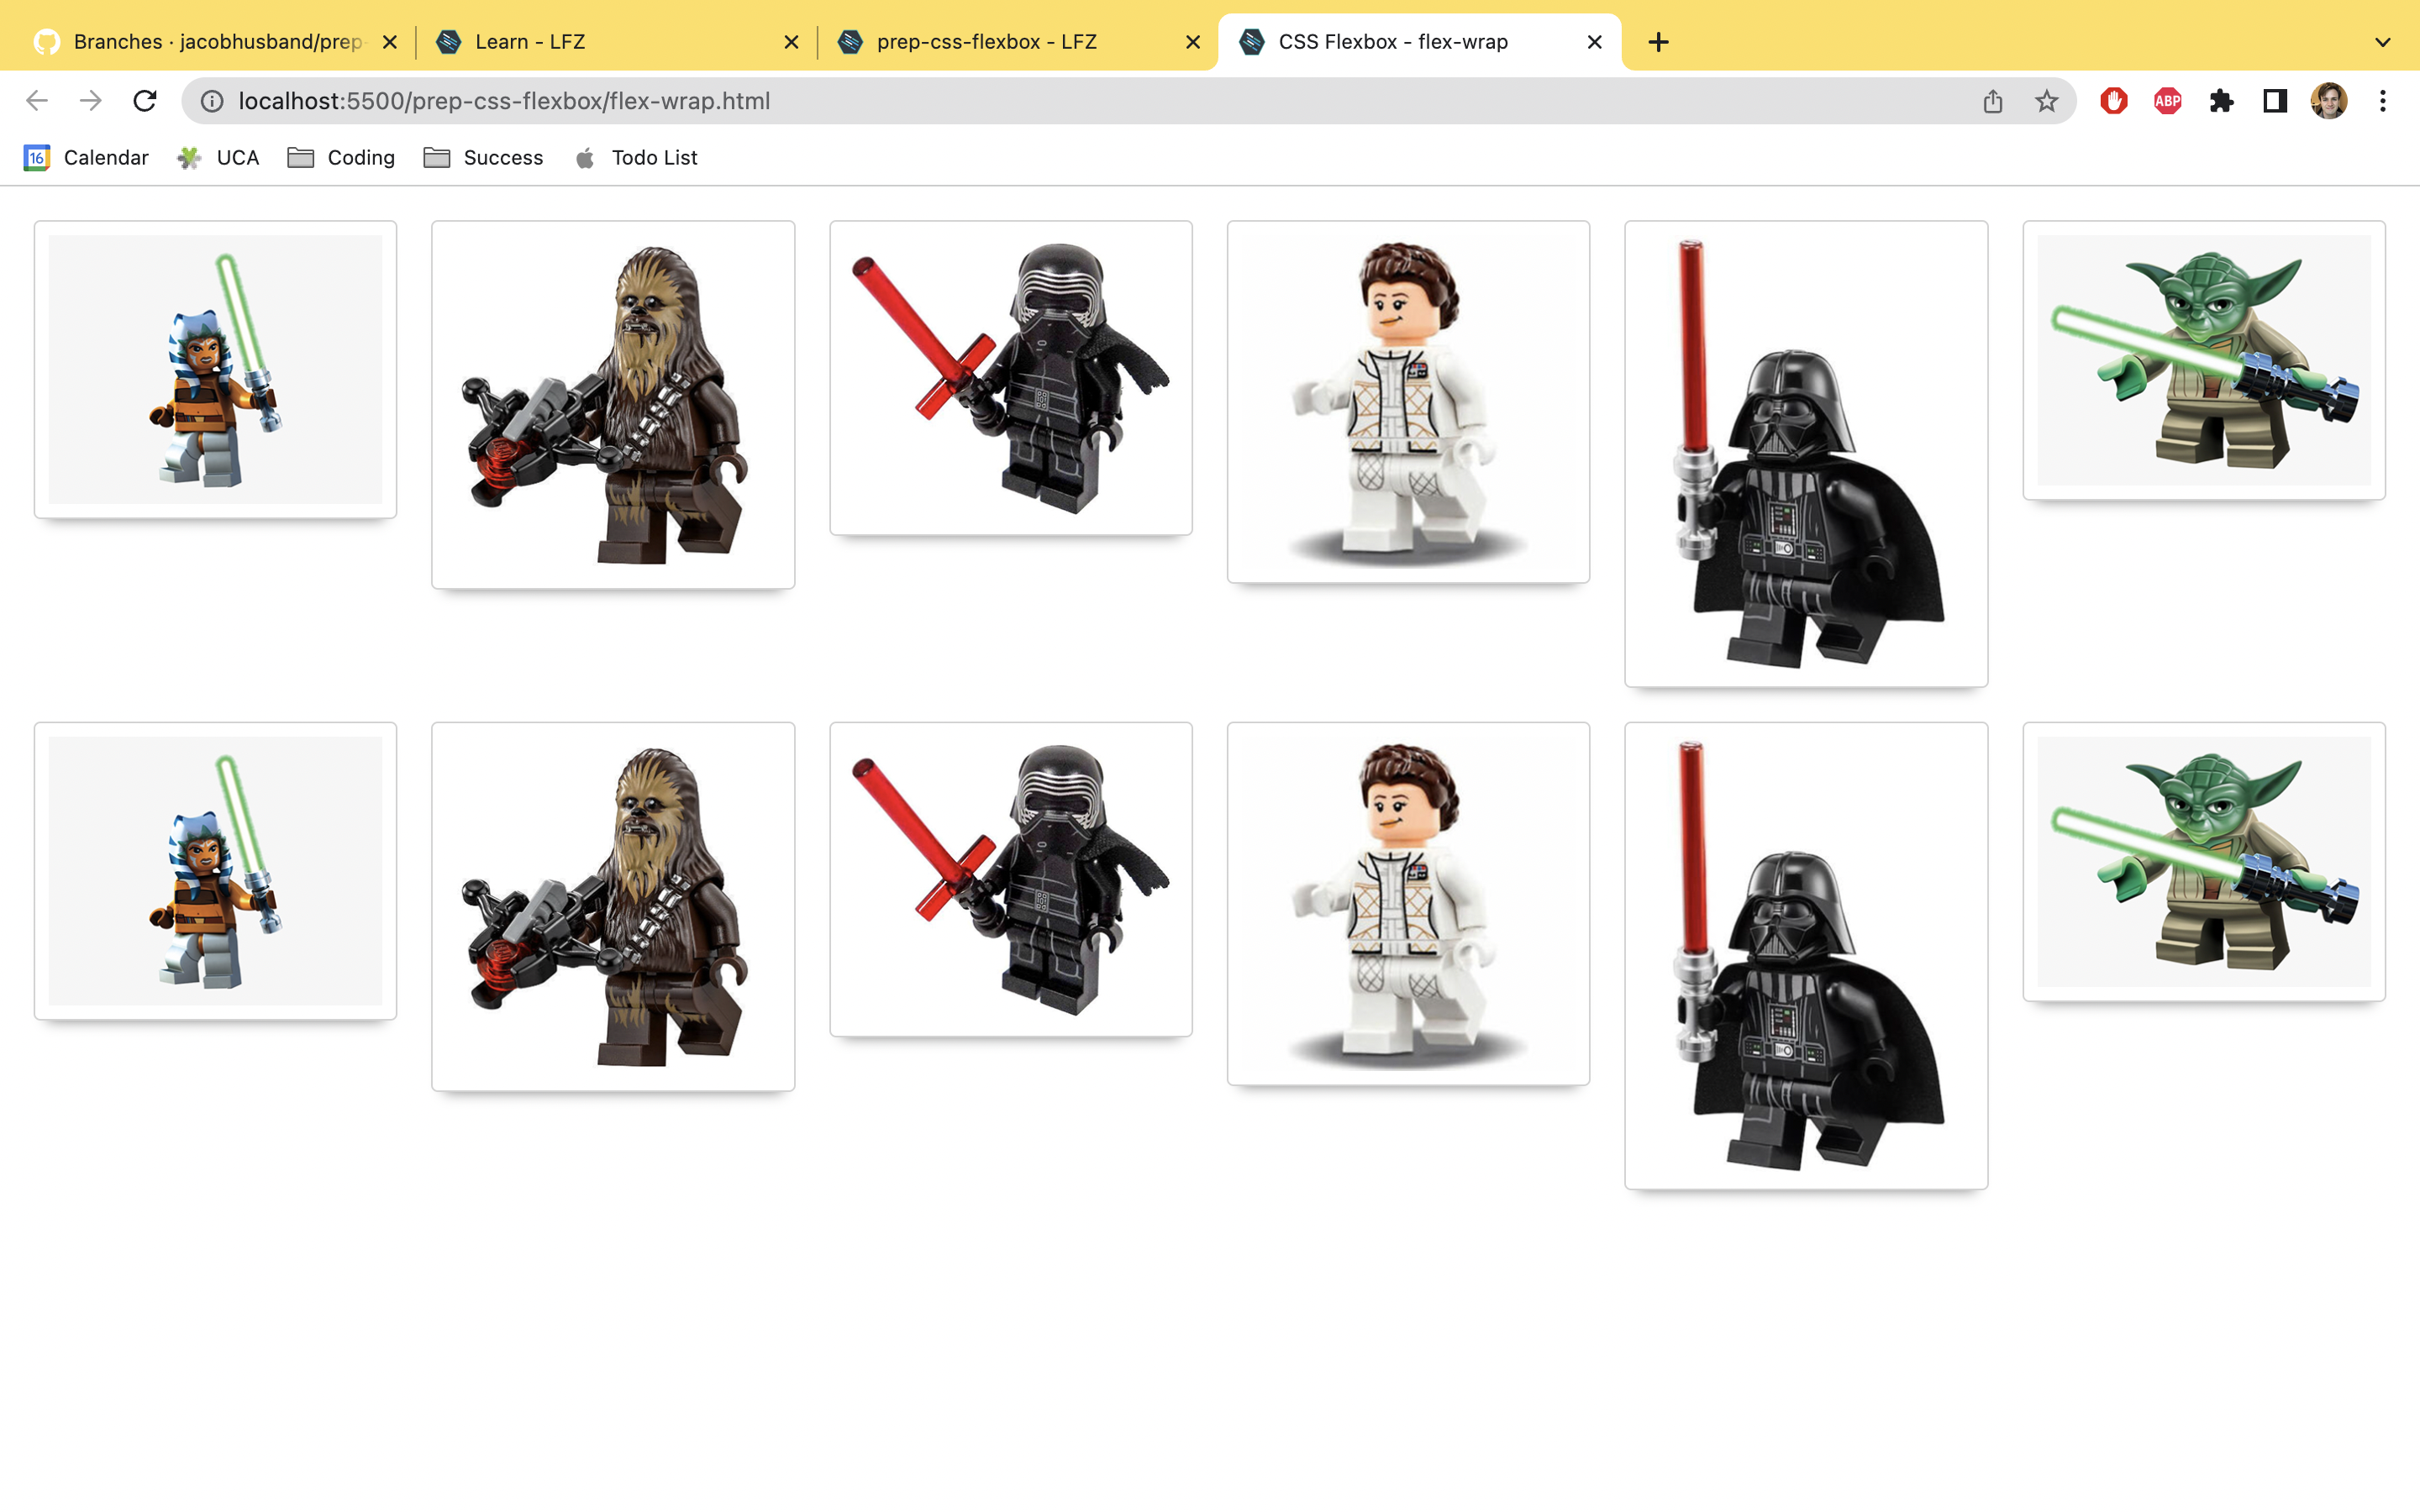 Branches · jacobhusband/prep-
Learn - LFZ
prep-css-flexbox - LFZ
CSS Flexbox - flex-wrap
localhost:5500/prep-css-flexbox/flex-wrap.html
ABP
16
Calendar
UCA
Coding
Success
Todo List